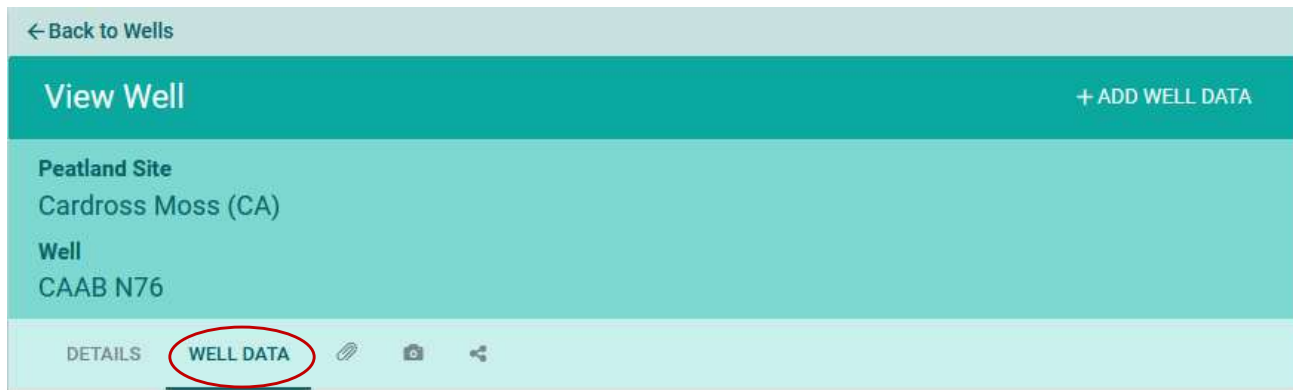 ←Back to Wells
View Well
+ ADD WELL DATA
Peatland Site
Cardross Moss (CA)
Well
CAAB N76
DETAILS WELL DATA